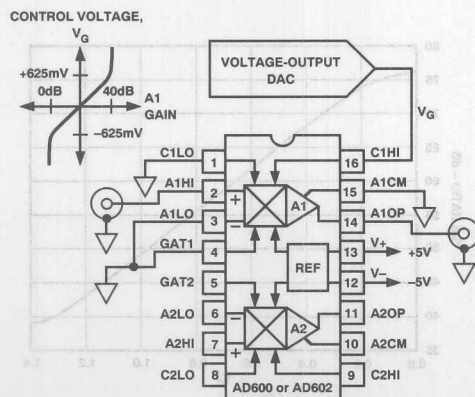 CONTROL VOLTAGE,
VG
+625mV
0dB
40dB
A1
GAIN
−625mV
VOLTAGE-OUTPUT
DAC
VG
C1LO
1
16
C1HI
A1HI
2
+
A1
15
A1CM
A1LO
3
−
14
A1OP
GAT1
4
REF
13
V+
+5V
GAT2
5
12
V−
−5V
A2LO
6
−
A2
11
A2OP
A2HI
7
+
10
A2CM
C2LO
8
9
C2HI
AD600 or AD602